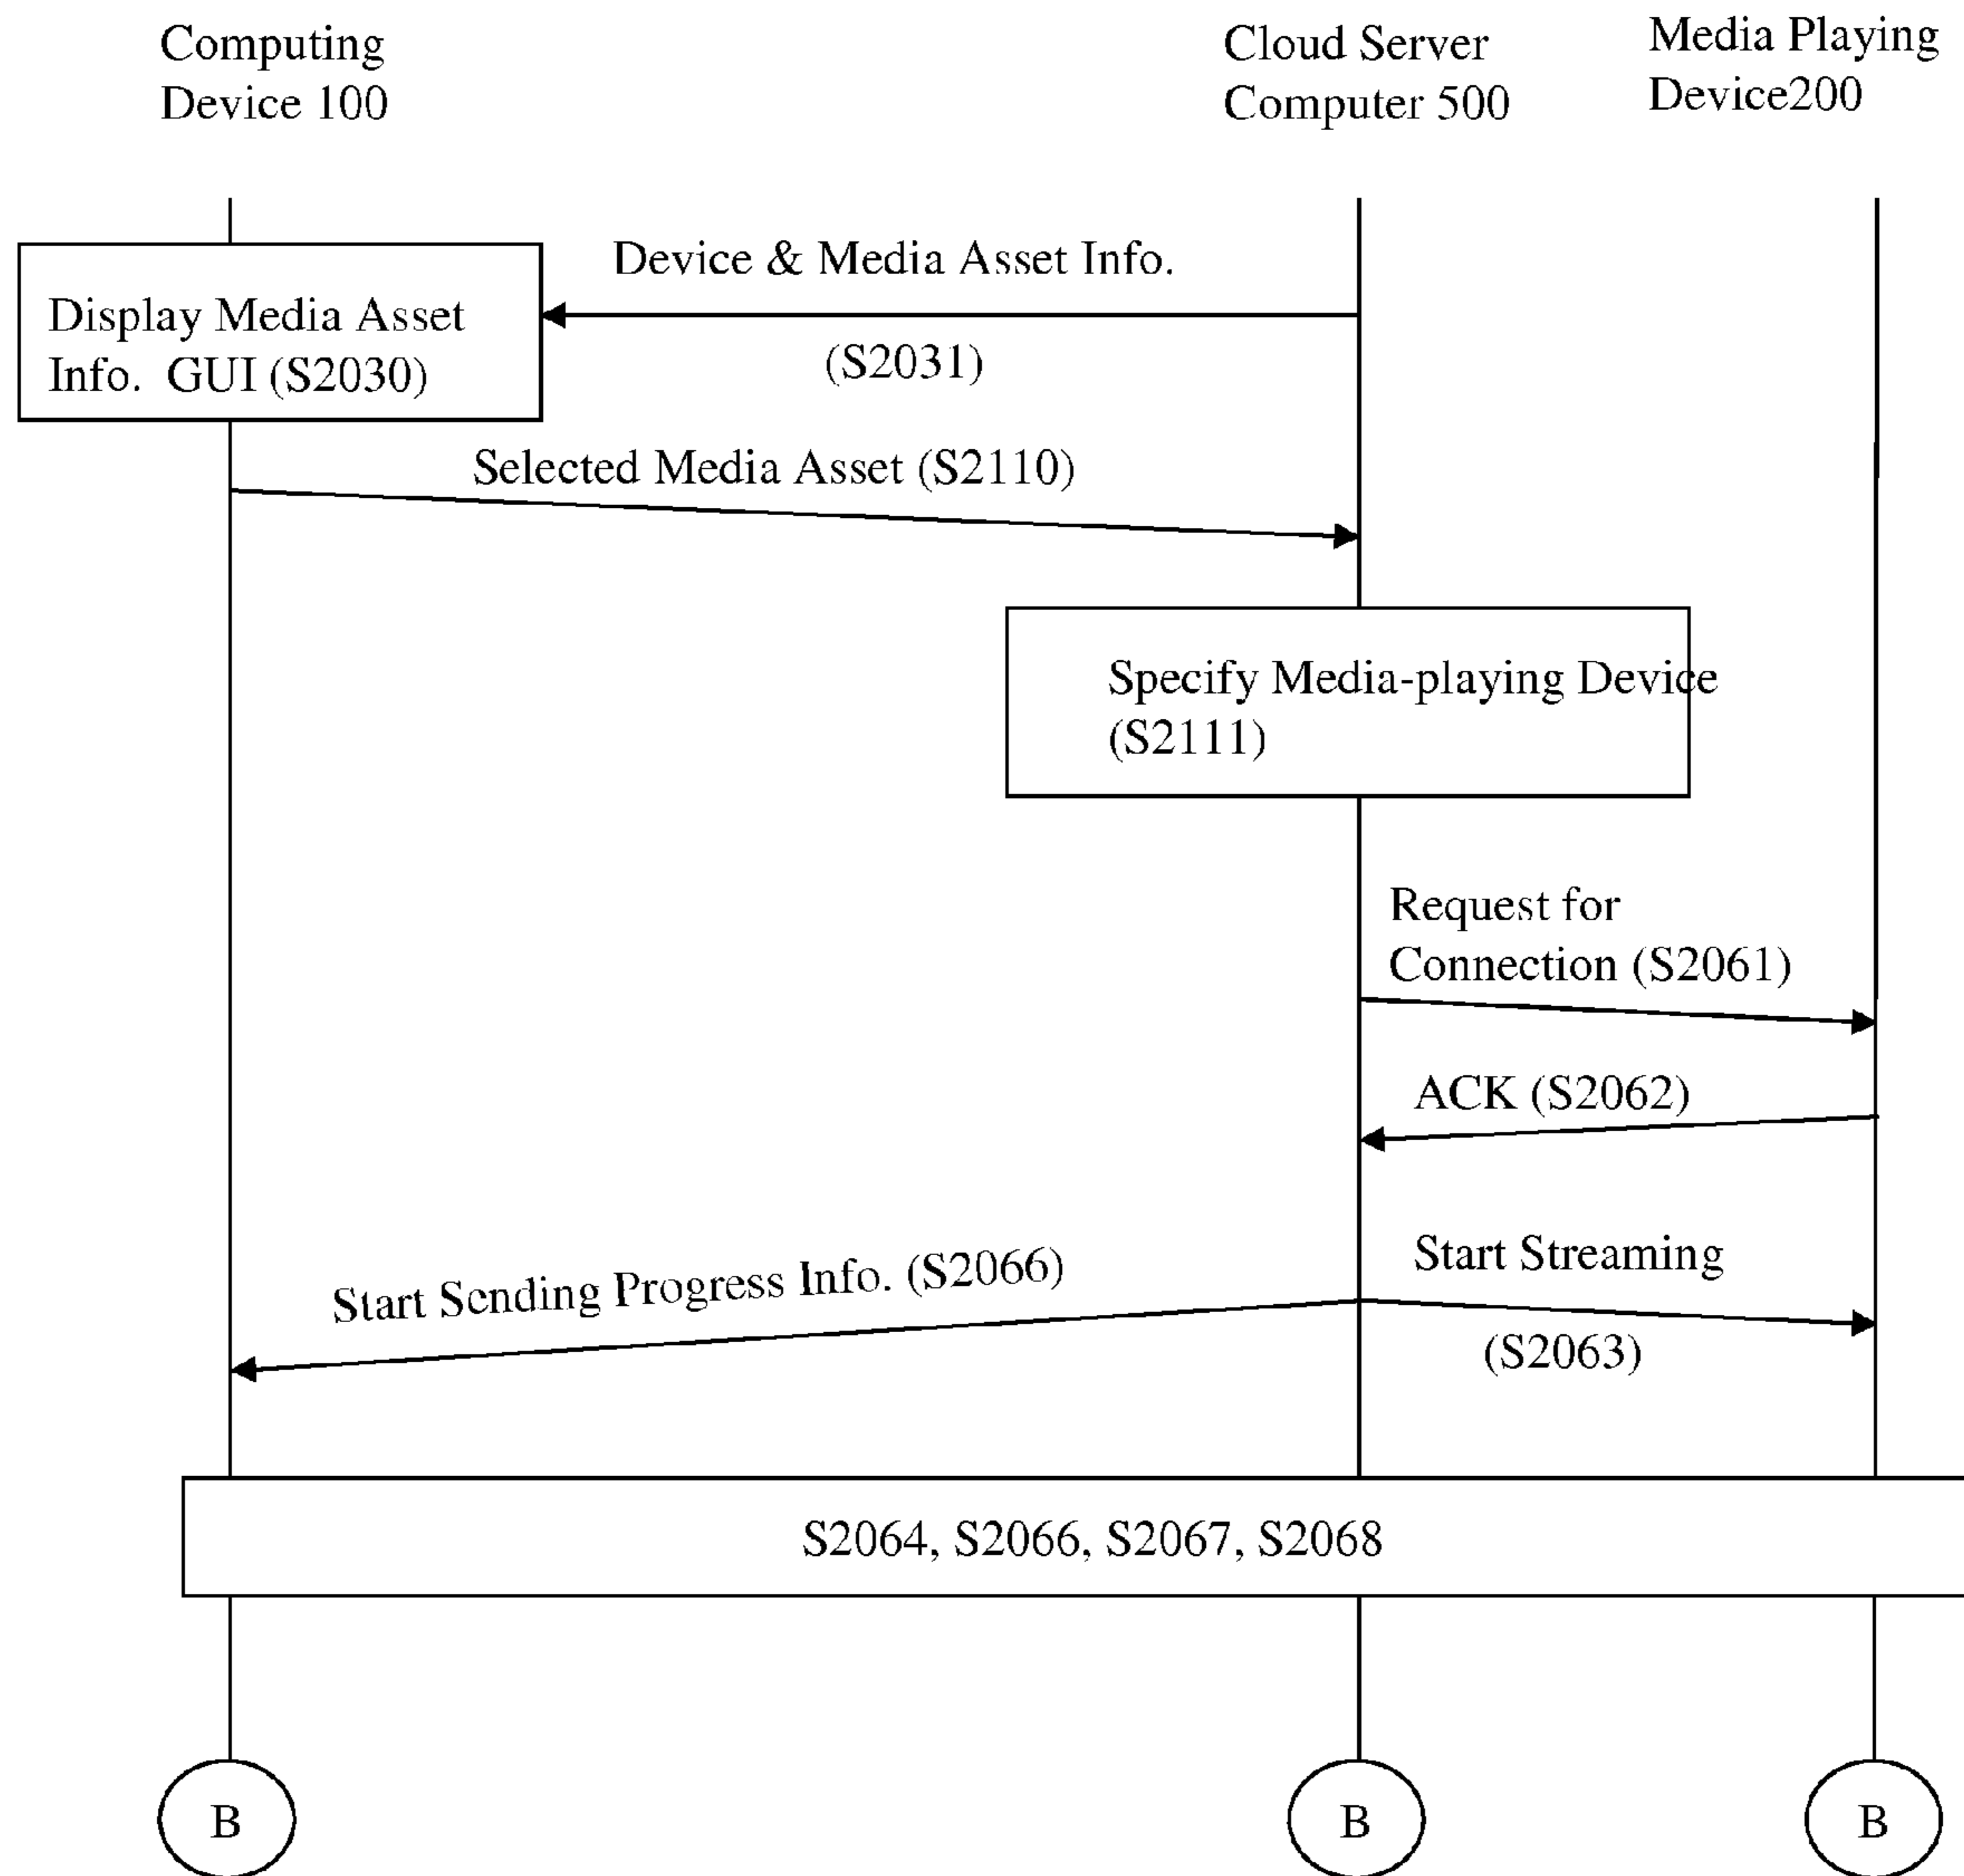 Computing
Device 100
Cloud Server
Computer 500
Media Playing
Device200
Device & Media Asset Info.
(S2031)
Display Media Asset
Info. GUI (S2030)
Selected Media Asset (S2110)
Specify Media-playing Device
(S2111)
Request for
Connection (S2061)
ACK (S2062)
Start Sending Progress Info. (S2066)
Start Streaming
(S2063)
S2064, S2066, S2067, S2068
B
B
B